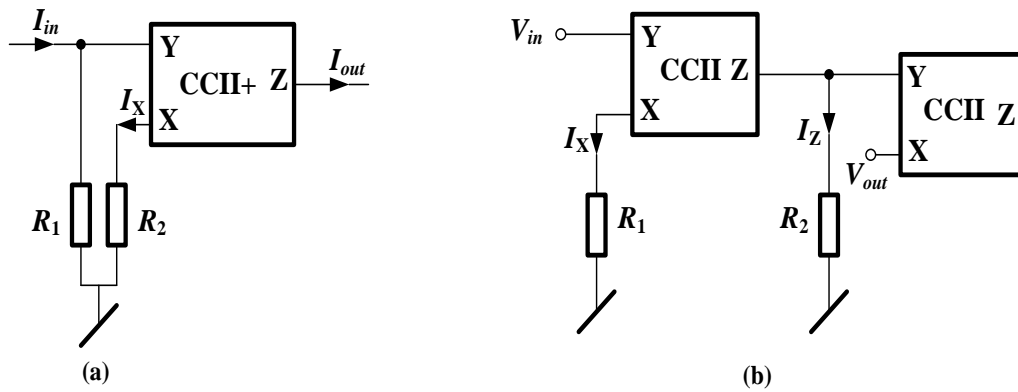 I_in
Y
CCII+
Z
I_out
I_X
X
R_1
R_2
(a)
V_in
Y
CCII Z
X
I_X
R_1
I_Z
R_2
Y
CCII Z
X
V_out
(b)